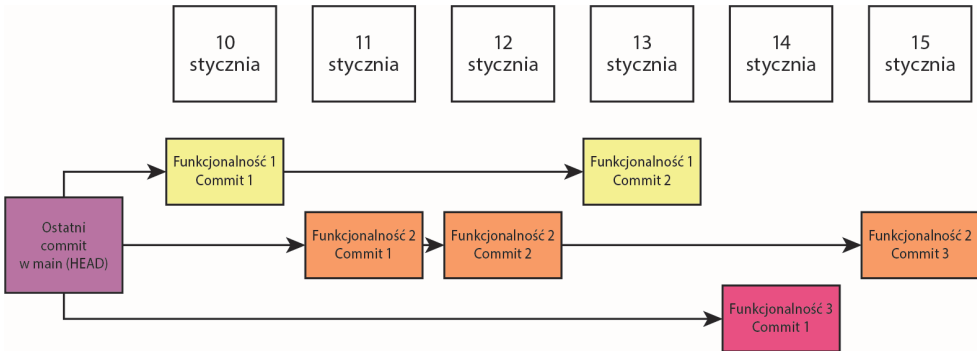 10
stycznia
11
stycznia
12
stycznia
13
stycznia
14
stycznia
15
stycznia
Funkcjonalność 1
Commit 1
Funkcjonalność 1
Commit 2
Ostatni
commit
w main (HEAD)
Funkcjonalność 2
Commit 1
Funkcjonalność 2
Commit 2
Funkcjonalność 2
Commit 3
Funkcjonalność 3
Commit 1